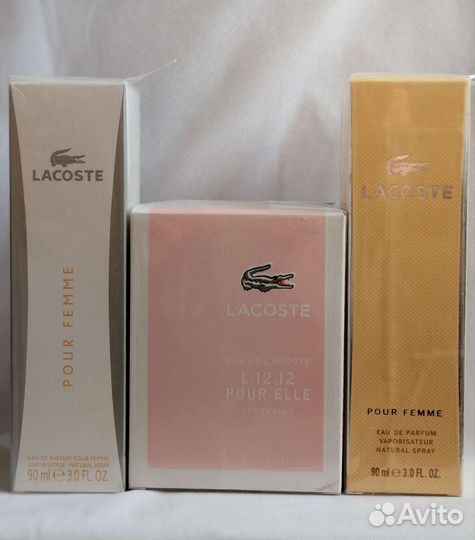 LACOSTE
POUR FEMME
EAU DE PARFUM POUR FEMME
VAPORISATEUR - NATURAL SPRAY
90 ml e 3.0 FL. OZ.
LACOSTE
EAU DE LACOSTE
L.12.12
POUR ELLE
SPARKLING
LACOSTE
POUR FEMME
EAU DE PARFUM
VAPORISATEUR
NATURAL SPRAY
90 ml e 3.0 FL. OZ.
Avito